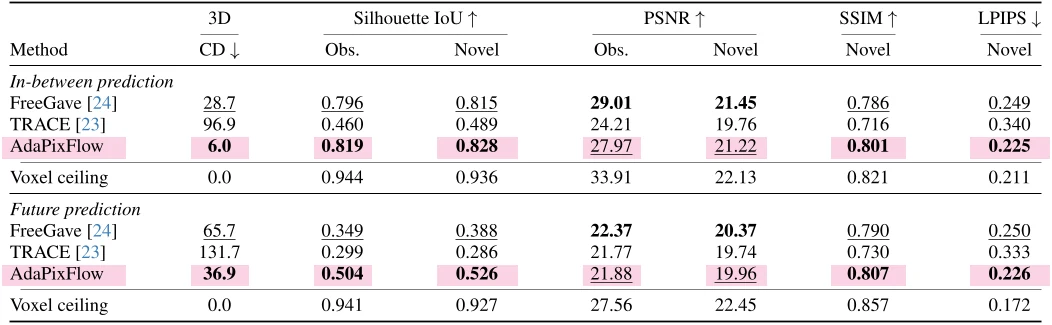 3D Silhouette IoU ↑ PSNR ↑ SSIM ↑ LPIPS ↓
Method CD ↓ Obs. Novel Obs. Novel Novel Novel
In-between prediction
FreeGave [24] 28.7 0.796 0.815 29.01 21.45 0.786 0.249
TRACE [23] 96.9 0.460 0.489 24.21 19.76 0.716 0.340
AdaPixFlow 6.0 0.819 0.828 27.97 21.22 0.801 0.225
Voxel ceiling 0.0 0.944 0.936 33.91 22.13 0.821 0.211
Future prediction
FreeGave [24] 65.7 0.349 0.388 22.37 20.37 0.790 0.250
TRACE [23] 131.7 0.299 0.286 21.77 19.74 0.730 0.333
AdaPixFlow 36.9 0.504 0.526 21.88 19.96 0.807 0.226
Voxel ceiling 0.0 0.941 0.927 27.56 22.45 0.857 0.172